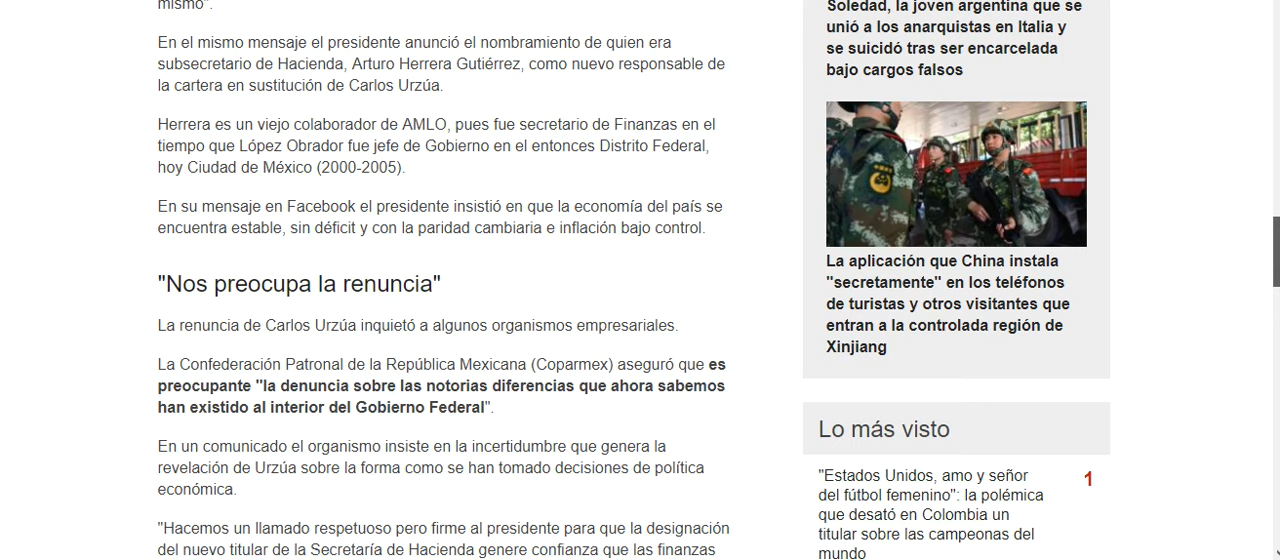 mismo".
En el mismo mensaje el presidente anunció el nombramiento de quien era
subsecretario de Hacienda, Arturo Herrera Gutiérrez, como nuevo responsable de
la cartera en sustitución de Carlos Urzúa.
Herrera es un viejo colaborador de AMLO, pues fue secretario de Finanzas en el
tiempo que López Obrador fue jefe de Gobierno en el entonces Distrito Federal,
hoy Ciudad de México (2000-2005).
En su mensaje en Facebook el presidente insistió en que la economía del país se
encuentra estable, sin déficit y con la paridad cambiaria e inflación bajo control.
"Nos preocupa la renuncia"
La renuncia de Carlos Urzúa inquietó a algunos organismos empresariales.
La Confederación Patronal de la República Mexicana (Coparmex) aseguró que es
preocupante "la denuncia sobre las notorias diferencias que ahora sabemos
han existido al interior del Gobierno Federal".
En un comunicado el organismo insiste en la incertidumbre que genera la
revelación de Urzúa sobre la forma como se han tomado decisiones de política
económica.
"Hacemos un llamado respetuoso pero firme al presidente para que la designación
del nuevo titular de la Secretaría de Hacienda genere confianza que las finanzas
Soledad, la joven argentina que se
unió a los anarquistas en Italia y
se suicidó tras ser encarcelada
bajo cargos falsos
La aplicación que China instala
"secretamente" en los teléfonos
de turistas y otros visitantes que
entran a la controlada región de
Xinjiang
Lo más visto
"Estados Unidos, amo y señor
del fútbol femenino": la polémica
que desató en Colombia un
titular sobre las campeonas del
mundo
1